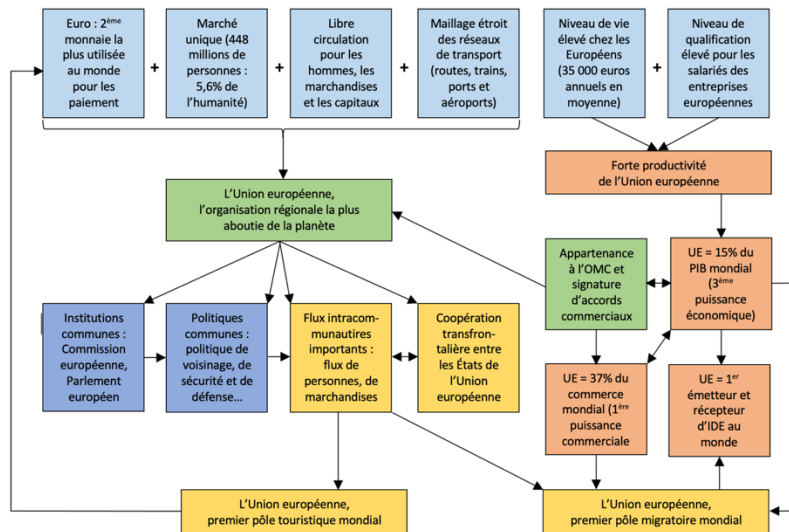 Euro : 2ème
monnaie la
plus utilisée
au monde
pour les
paiement
+
Marché
unique (448
millions de
personnes :
5,6% de
l'humanité)
+
Libre
circulation
pour les
hommes, les
marchandises
et les capitaux
+
Maillage étroit
des réseaux
de transport
(routes, trains,
ports et
aéroports)
Niveau de vie
élevé chez les
Européens
(35 000 euros
annuels en
moyenne)
+
Niveau de
qualification
élevé pour les
salariés des
entreprises
européennes
Forte productivité
de l'Union européenne
L'Union européenne,
l'organisation régionale la plus
aboutie de la planète
Appartenance
à l'OMC et
signature
d'accords
commerciaux
UE = 15% du
PIB mondial
(3ème
puissance
économique)
Institutions
communes :
Commission
européenne,
Parlement
européen
Politiques
communes :
politique de
voisinage, de
sécurité et de
défense…
Flux intracom-
munautires
importants :
flux de
personnes, de
marchandises
Coopération
transfron-
talière entre
les États de
l'Union
européenne
UE = 37% du
commerce
mondial (1ère
puissance
commerciale
UE = 1er
émetteur et
récepteur
d'IDE au
monde
L'Union européenne,
premier pôle touristique mondial
L'Union européenne,
premier pôle migratoire mondial